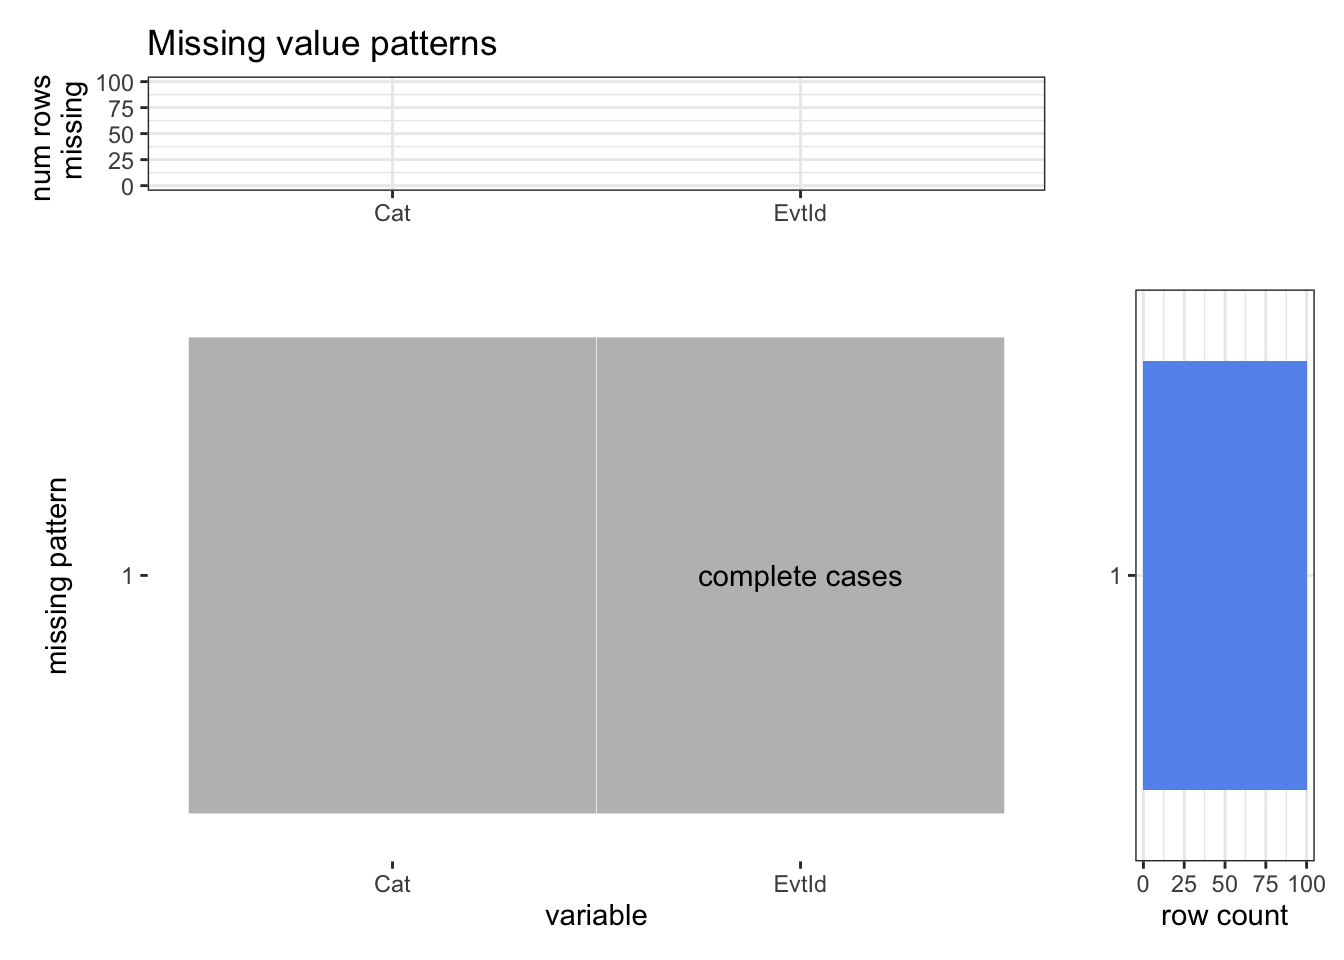 Missing value patterns
num rows
missing
100
75
50
25
0
Cat EvtId
missing pattern
1
complete cases
1
Cat EvtId
variable
0 25 50 75 100
row count